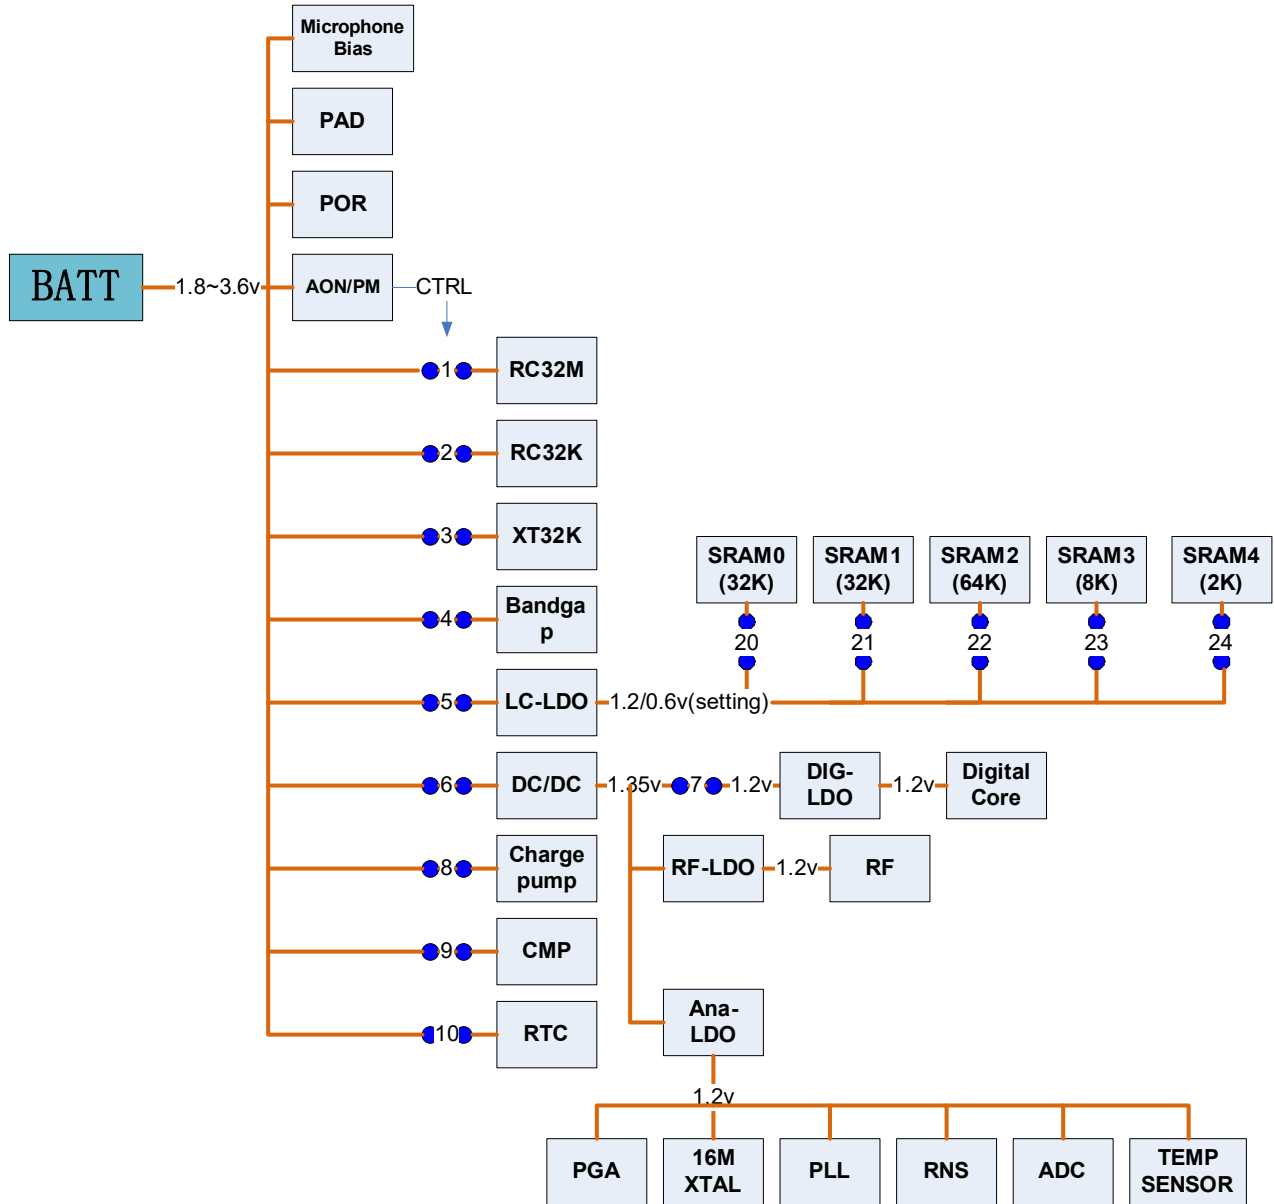 Microphone
Bias
PAD
POR
BATT
1.8~3.6v
AON/PM
CTRL
1
RC32M
2
RC32K
3
XT32K
SRAM0
(32K)
SRAM1
(32K)
SRAM2
(64K)
SRAM3
(8K)
SRAM4
(2K)
4
Bandga
p
20
21
22
23
24
5
LC-LDO
1.2/0.6v(setting)
6
DC/DC
1.35v
7
1.2v
DIG-
LDO
1.2v
Digital
Core
8
Charge
pump
RF-LDO
1.2v
RF
9
CMP
10
RTC
Ana-
LDO
1.2v
PGA
16M
XTAL
PLL
RNS
ADC
TEMP
SENSOR